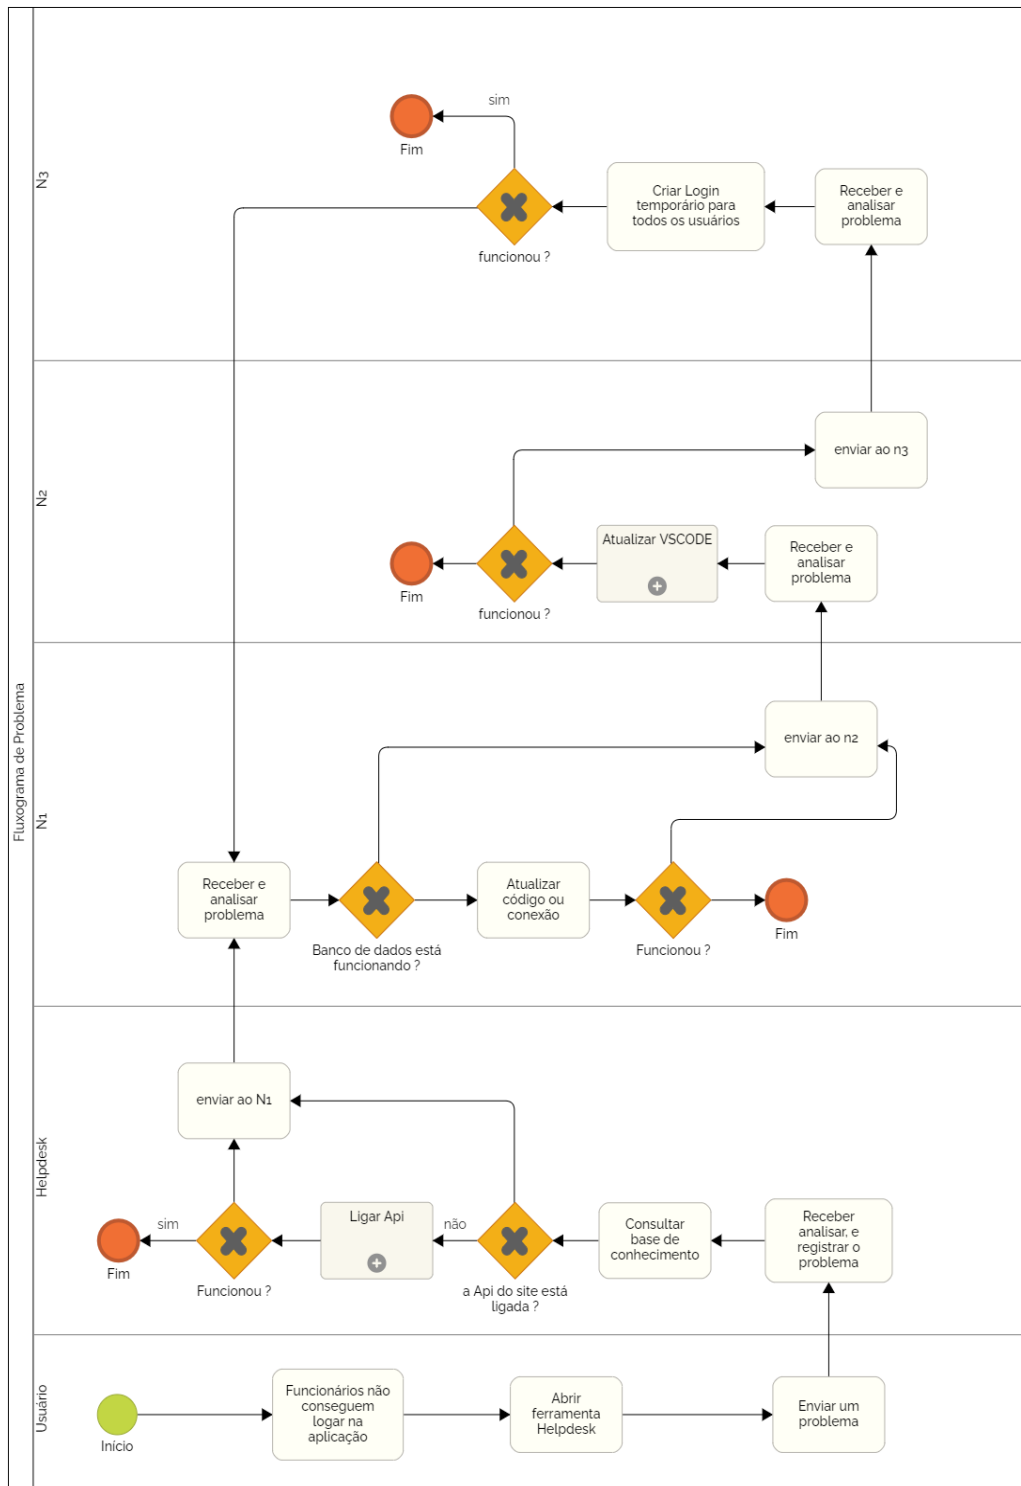 Fluxograma de Problema
N3
sim
Fim
funcionou ?
Criar Login
temporário para
todos os usuários
Receber e
analisar
problema
N2
enviar ao n3
Fim
funcionou ?
Atualizar VSCODE
Receber e
analisar
problema
N1
enviar ao n2
Receber e
analisar
problema
Banco de dados está
funcionando ?
Atualizar
código ou
conexão
Funcionou ?
Fim
Helpdesk
enviar ao N1
sim
Fim
Funcionou ?
Ligar Api
não
a Api do site está
ligada ?
Consultar
base de
conhecimento
Receber
analisar, e
registrar o
problema
Usuário
Início
Funcionários não
conseguem
logar na
aplicação
Abrir
ferramenta
Helpdesk
Enviar um
problema